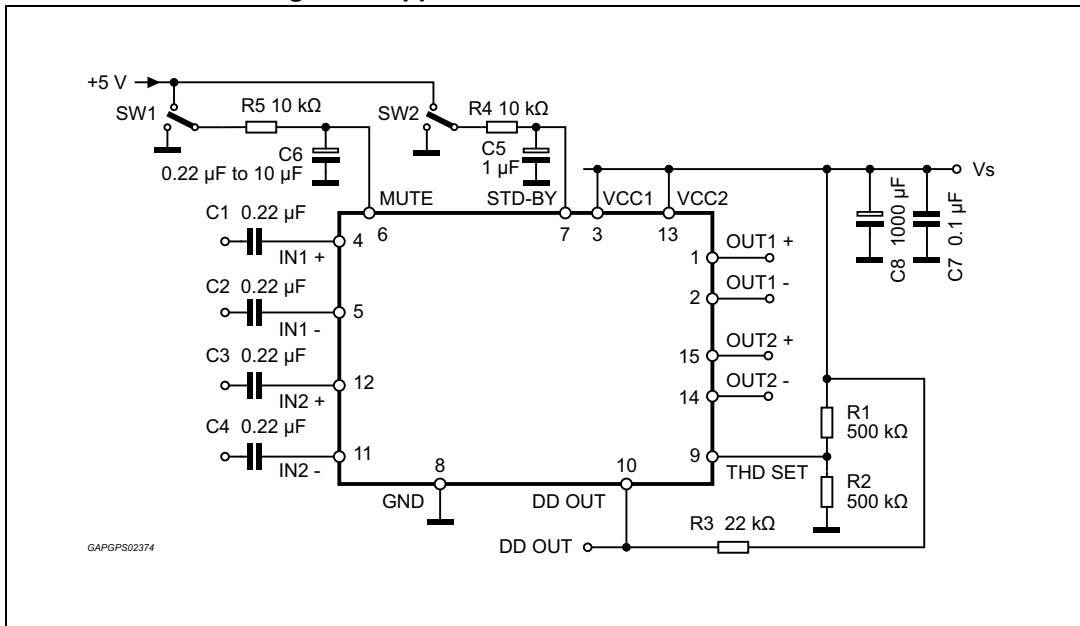 +5 V
SW1
R5 10 kΩ
SW2
R4 10 kΩ
C6
0.22 µF to 10 µF
C5
1 µF
Vs
MUTE
STD-BY
VCC1
VCC2
6
7
3
13
C8 1000 µF
C7 0.1 µF
C1 0.22 µF
4
IN1 +
1
OUT1 +
C2 0.22 µF
5
IN1 -
2
OUT1 -
C3 0.22 µF
12
IN2 +
15
OUT2 +
14
OUT2 -
C4 0.22 µF
11
IN2 -
R1
500 kΩ
9
THD SET
R2
500 kΩ
8
GND
10
DD OUT
R3 22 kΩ
DD OUT
GAPGPS02374